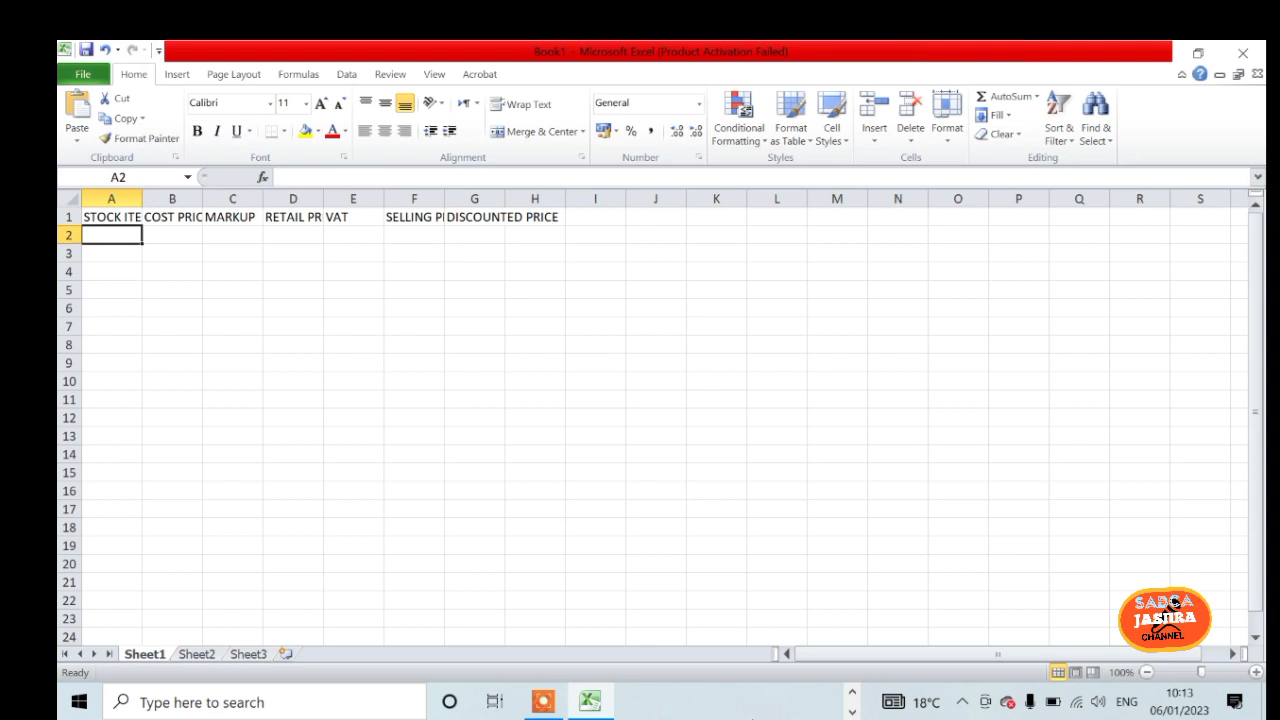 Book1 - Microsoft Excel (Product Activation Failed)
File Home Insert Page Layout Formulas Data Review View Acrobat
Paste
Cut
Copy
Format Painter
Clipboard
Calibri 11
B I U
Font
Wrap Text
Merge & Center
Alignment
General
%
Number
Conditional Formatting
Format as Table
Cell Styles
Styles
Insert Delete Format
Cells
Σ AutoSum
Fill
Clear
Sort & Filter
Find & Select
Editing
A2 fx
A B C D E F G H I J K L M N O P Q R S
1 STOCK ITE COST PRIC MARKUP RETAIL PR VAT SELLING PI DISCOUNTED PRICE
2
3
4
5
6
7
8
9
10
11
12
13
14
15
16
17
18
19
20
21
22
23
24
SABCA
JASIIRA
CHANNEL
Sheet1 Sheet2 Sheet3
Ready 100%
Type here to search 18°C ENG
10:13
06/01/2023